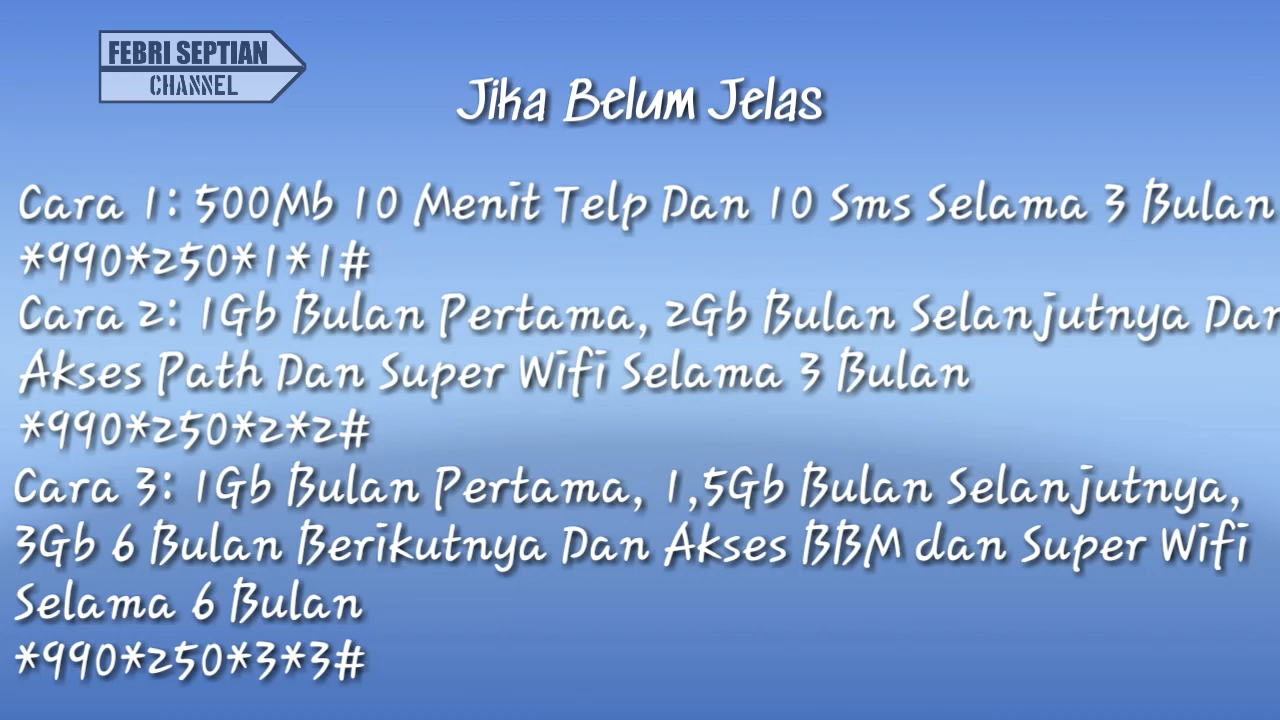 FEBRI SEPTIAN
CHANNEL
Jika Belum Jelas
Cara 1: 500Mb 10 Menit Telp Dan 10 Sms Selama 3 Bulan
*990*250*1*1#
Cara 2: 1Gb Bulan Pertama, 2Gb Bulan Selanjutnya Dan
Akses Path Dan Super Wifi Selama 3 Bulan
*990*250*2*2#
Cara 3: 1Gb Bulan Pertama, 1,5Gb Bulan Selanjutnya,
3Gb 6 Bulan Berikutnya Dan Akses BBM dan Super Wifi
Selama 6 Bulan
*990*250*3*3#